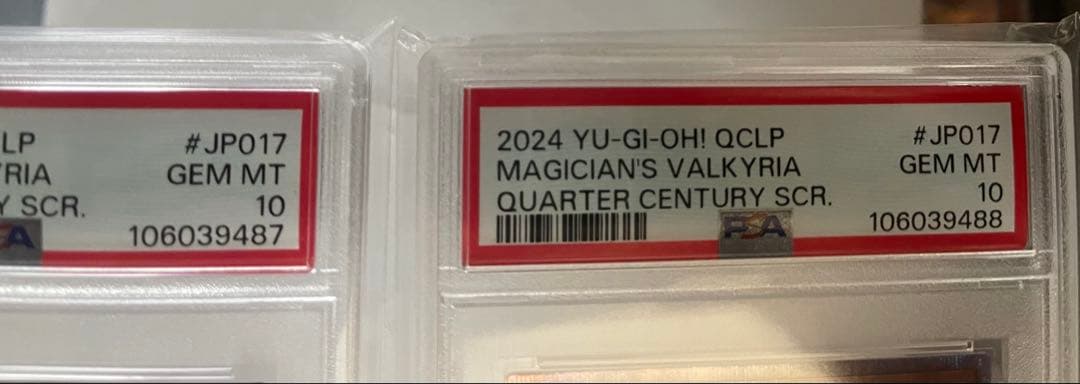 LP #JP017
RIA GEM MT
Y SCR. 10
106039487
2024 YU-GI-OH! QCLP #JP017
MAGICIAN'S VALKYRIA GEM MT
QUARTER CENTURY SCR. 10
PSA 106039488